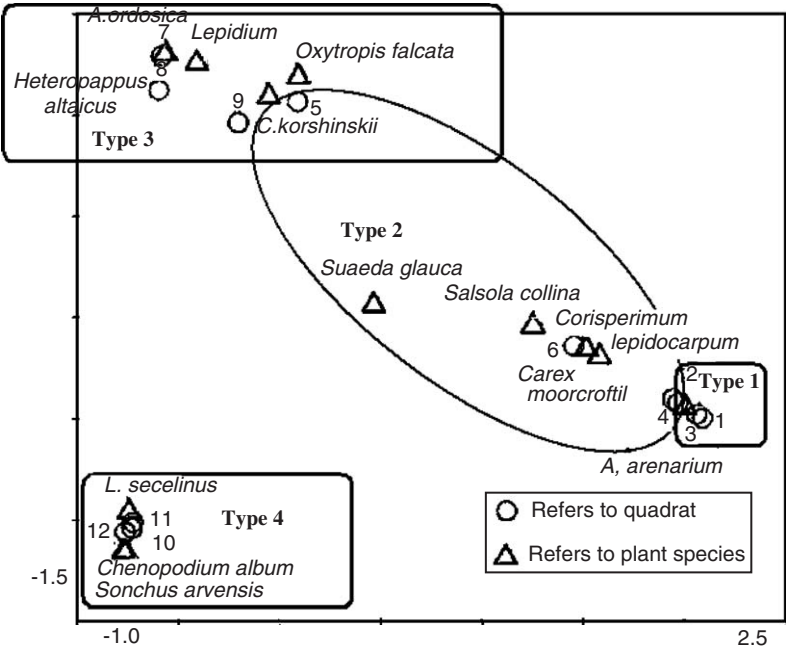 A.ordosica
7
Lepidium
Oxytropis falcata
8
Heteropappus
altaicus
9
5
C.korshinskii
Type 3
Type 2
Suaeda glauca
Salsola collina
Corisperimum
lepidocarpum
6
Carex
moorcroftil
2
Type 1
4
3
1
A, arenarium
L. secelinus
11
Type 4
12
10
Chenopodium album
Sonchus arvensis
Refers to quadrat
Refers to plant species
-1.5
-1.0
2.5